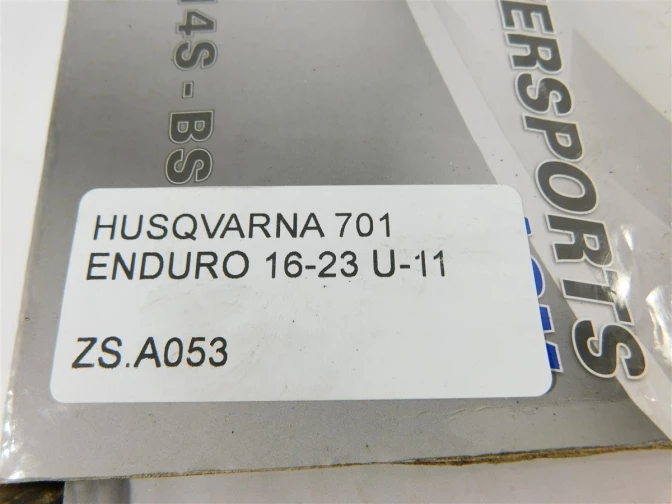 HUSQVARNA 701
ENDURO 16-23 U-11
ZS.A053
4S-BS
ERSPORTS